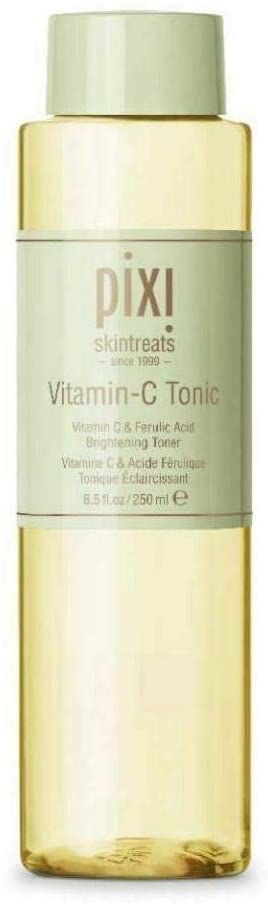 pixi
skintreats
– since 1999 –
Vitamin-C Tonic
Vitamin C & Ferulic Acid
Brightening Toner
Vitamine C & Acide Férulique
Tonique Éclaircissant
8.5 fl.oz/250 ml ℮